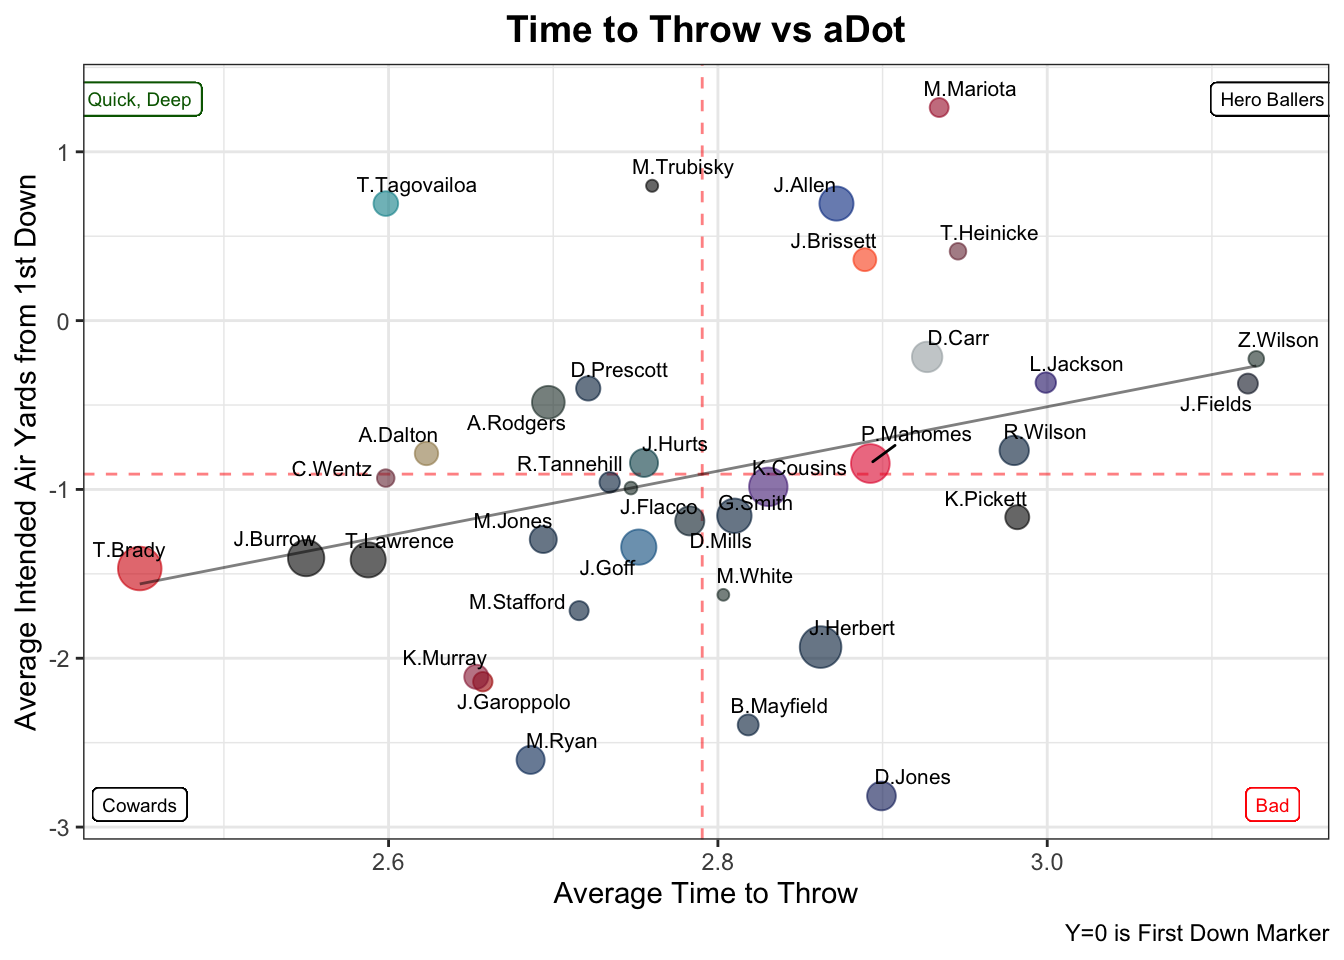 Time to Throw vs aDot
Quick, Deep
Hero Ballers
M.Mariota
M.Trubisky
T.Tagovailoa
J.Allen
J.Brissett
T.Heinicke
D.Carr
Z.Wilson
L.Jackson
D.Prescott
J.Fields
A.Rodgers
A.Dalton
P.Mahomes
R.Wilson
J.Hurts
C.Wentz
R.Tannehill
K.Cousins
K.Pickett
J.Flacco
G.Smith
M.Jones
J.Burrow
T.Lawrence
D.Mills
T.Brady
J.Goff
M.White
M.Stafford
J.Herbert
K.Murray
J.Garoppolo
B.Mayfield
M.Ryan
D.Jones
Cowards
Bad
1
0
-1
-2
-3
Average Intended Air Yards from 1st Down
2.6
2.8
3.0
Average Time to Throw
Y=0 is First Down Marker